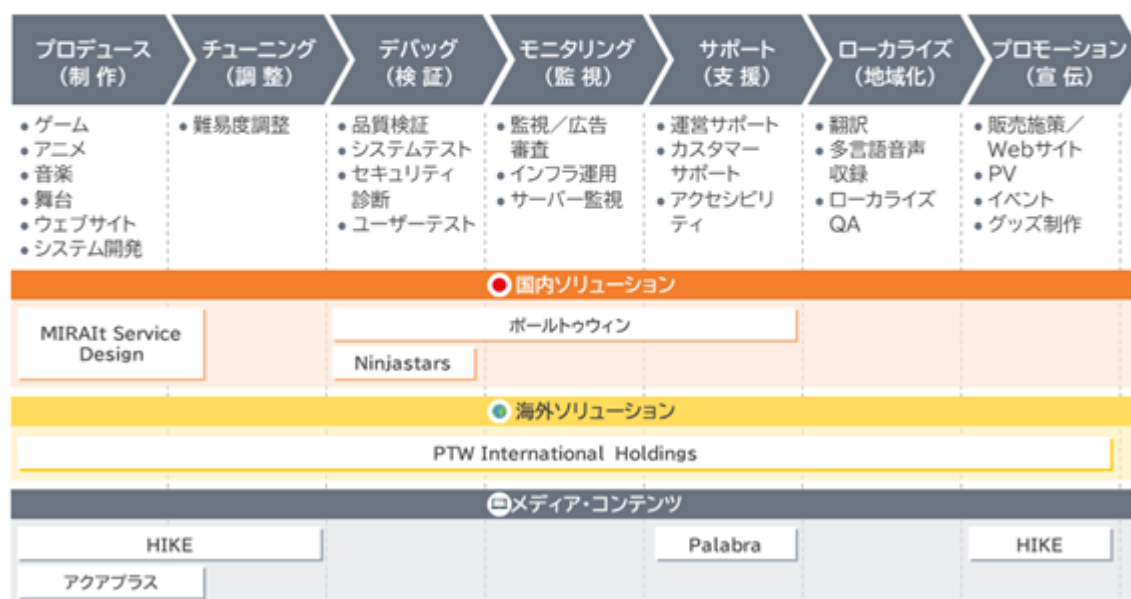 プロデュース
（制 作）
チューニング
（調 整）
デバッグ
（検 証）
モニタリング
（監 視）
サポート
（支 援）
ローカライズ
（地域化）
プロモーション
（宣 伝）
• ゲーム
• アニメ
• 音楽
• 舞台
• ウェブサイト
• システム開発
• 難易度調整
• 品質検証
• システムテスト
• セキュリティ
診断
• ユーザーテスト
• 監視／広告
審査
• インフラ運用
• サーバー監視
• 運営サポート
• カスタマー
サポート
• アクセシビリ
ティ
• 翻訳
• 多言語音声
収録
• ローカライズ
QA
• 販売施策／
Webサイト
• PV
• イベント
• グッズ制作
国内ソリューション
MIRAIt Service
Design
ポールトゥウィン
Ninjastars
海外ソリューション
PTW International Holdings
メディア・コンテンツ
HIKE
Palabra
HIKE
アクアプラス